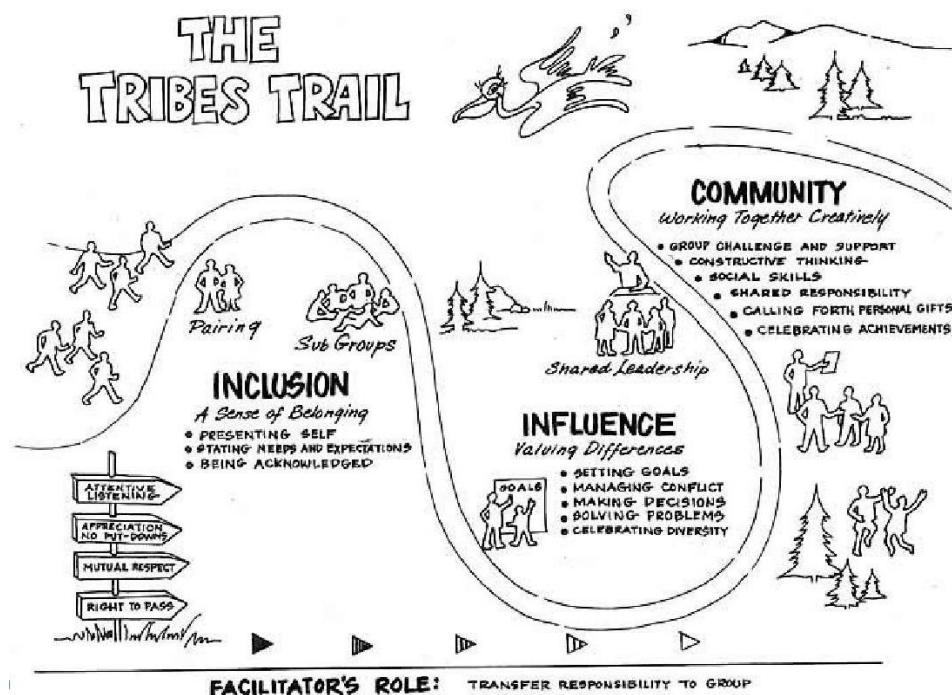 THE
TRIBES TRAIL
Pairing
Sub Groups
INCLUSION
A Sense of Belonging
• PRESENTING SELF
• STATING NEEDS AND EXPECTATIONS
• BEING ACKNOWLEDGED
ATTENTIVE
LISTENING
APPRECIATION
NO PUT-DOWNS
MUTUAL RESPECT
RIGHT TO PASS
Shared Leadership
INFLUENCE
Valuing Differences
GOALS
• SETTING GOALS
• MANAGING CONFLICT
• MAKING DECISIONS
• SOLVING PROBLEMS
• CELEBRATING DIVERSITY
COMMUNITY
Working Together Creatively
• GROUP CHALLENGE AND SUPPORT
• CONSTRUCTIVE THINKING
• SOCIAL SKILLS
• SHARED RESPONSIBILITY
• CALLING FORTH PERSONAL GIFTS
• CELEBRATING ACHIEVEMENTS
FACILITATOR'S ROLE: TRANSFER RESPONSIBILITY TO GROUP